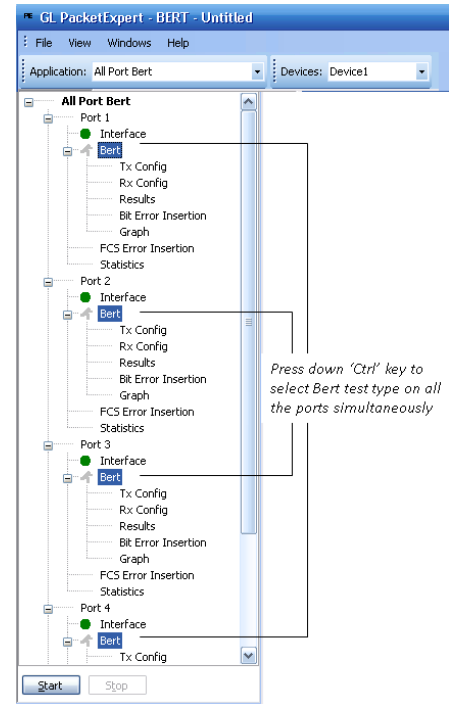 GL PacketExpert - BERT - Untitled
File View Windows Help
Application: All Port Bert Devices: Device1
All Port Bert
Port 1
Interface
Bert
Tx Config
Rx Config
Results
Bit Error Insertion
Graph
FCS Error Insertion
Statistics
Port 2
Interface
Bert
Tx Config
Rx Config
Results
Bit Error Insertion
Graph
FCS Error Insertion
Statistics
Port 3
Interface
Bert
Tx Config
Rx Config
Results
Bit Error Insertion
Graph
FCS Error Insertion
Statistics
Port 4
Interface
Bert
Tx Config
Press down ‘Ctrl’ key to
select Bert test type on all
the ports simultaneously
Start Stop